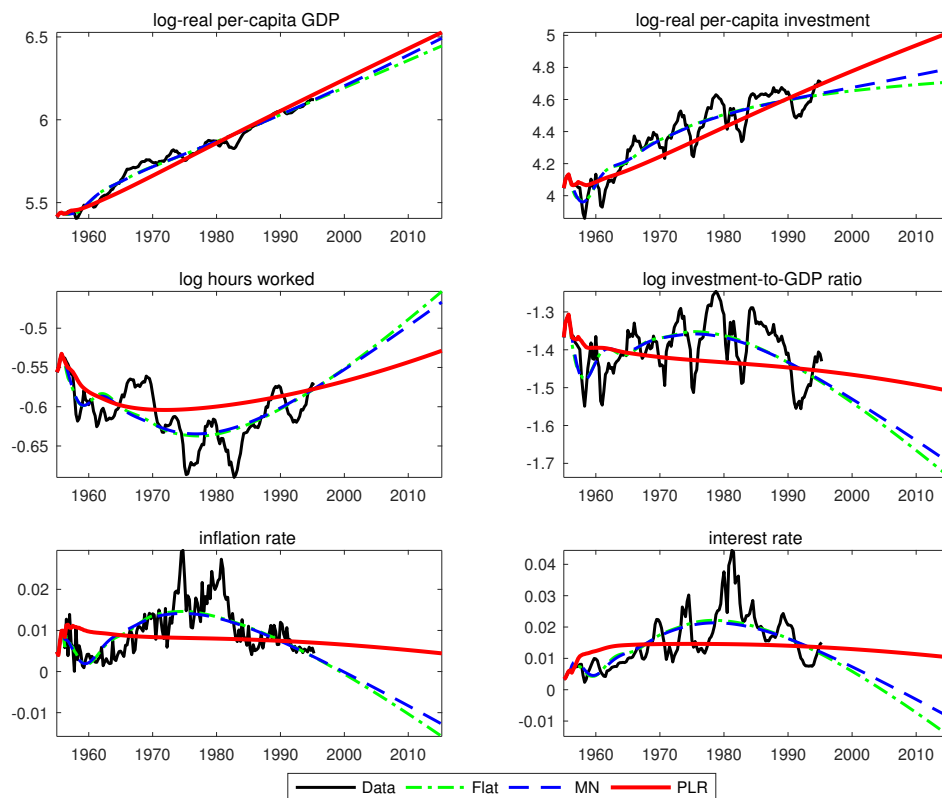 log-real per-capita GDP
6.5
6
5.5
1960 1970 1980 1990 2000 2010
log-real per-capita investment
5
4.8
4.6
4.4
4.2
4
1960 1970 1980 1990 2000 2010
log hours worked
-0.5
-0.55
-0.6
-0.65
1960 1970 1980 1990 2000 2010
log investment-to-GDP ratio
-1.3
-1.4
-1.5
-1.6
-1.7
1960 1970 1980 1990 2000 2010
inflation rate
0.02
0.01
0
-0.01
1960 1970 1980 1990 2000 2010
interest rate
0.04
0.03
0.02
0.01
0
-0.01
1960 1970 1980 1990 2000 2010
Data Flat MN PLR